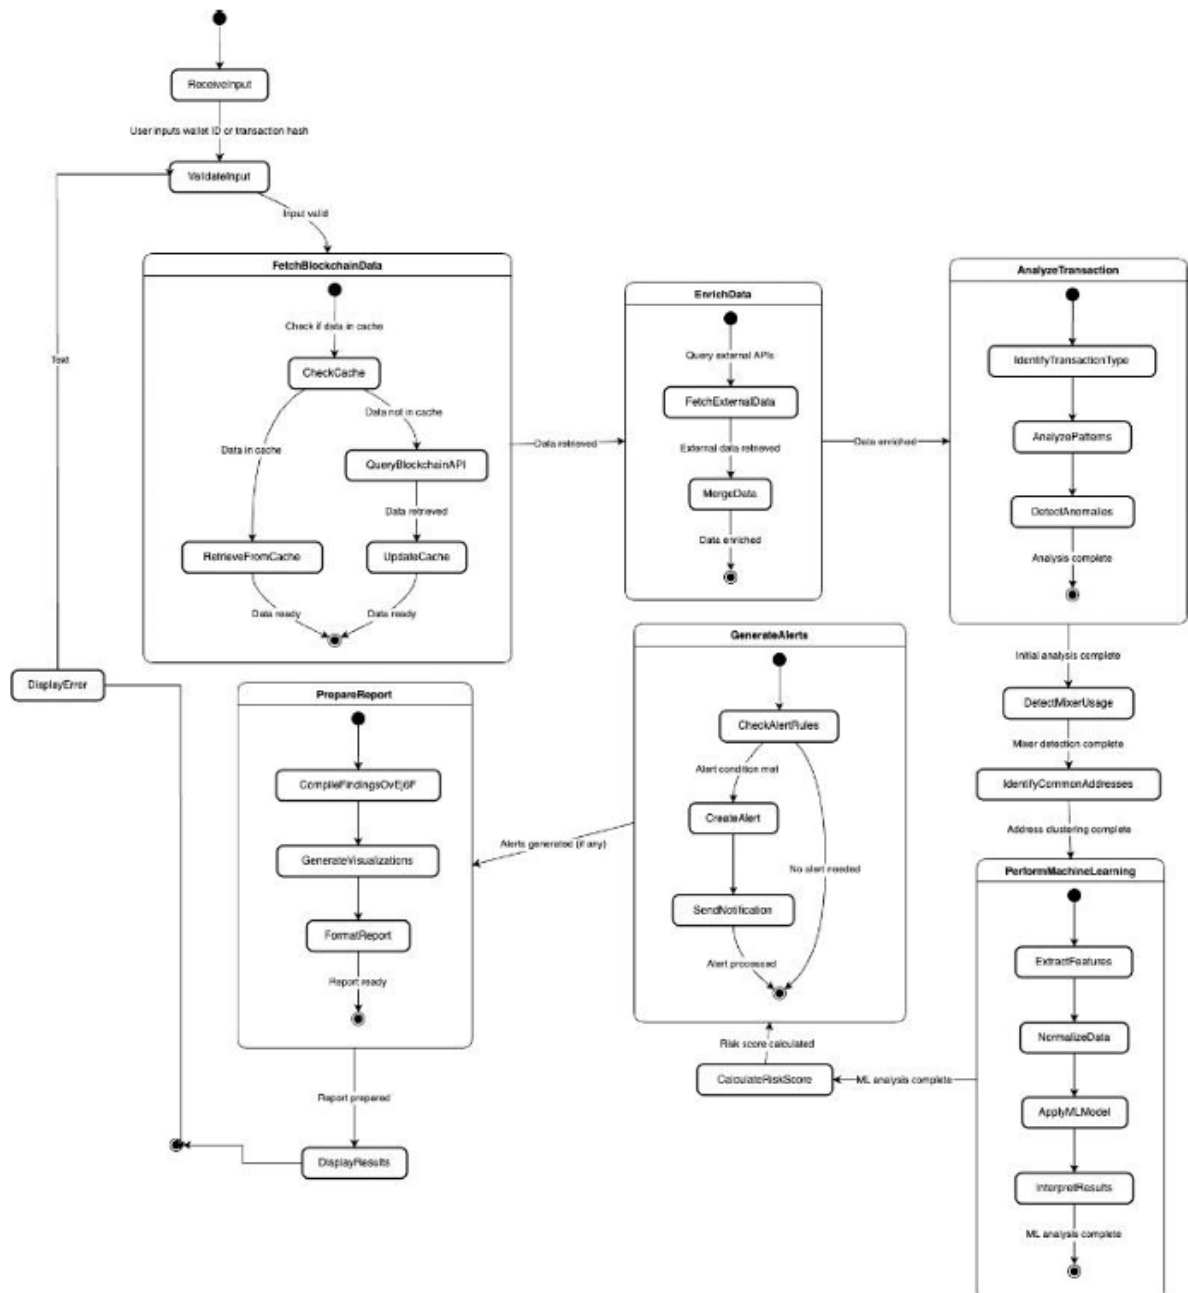 ReceiveInput
User inputs wallet ID or transaction hash
ValidateInput
Input valid
Text
DisplayError
FetchBlockchainData
Check if data in cache
CheckCache
Data not in cache
Data in cache
QueryBlockchainAPI
Data retrieved
RetrieveFromCache
UpdateCache
Data ready
Data ready
Data retrieved
EnrichData
Query external APIs
FetchExternalData
External data retrieved
MergeData
Data enriched
Data enriched
AnalyzeTransaction
IdentifyTransactionType
AnalyzePatterns
DetectAnomalies
Analysis complete
Initial analysis complete
DetectMixerUsage
Mixer detection complete
IdentifyCommonAddresses
Address clustering complete
PerformMachineLearning
ExtractFeatures
NormalizeData
ApplyMLModel
InterpretResults
ML analysis complete
ML analysis complete
CalculateRiskScore
Risk score calculated
GenerateAlerts
CheckAlertRules
Alert condition met
CreateAlert
No alert needed
SendNotification
Alert processed
Alerts generated (if any)
PrepareReport
CompileFindingsOvEj6F
GenerateVisualizations
FormatReport
Report ready
Report prepared
DisplayResults